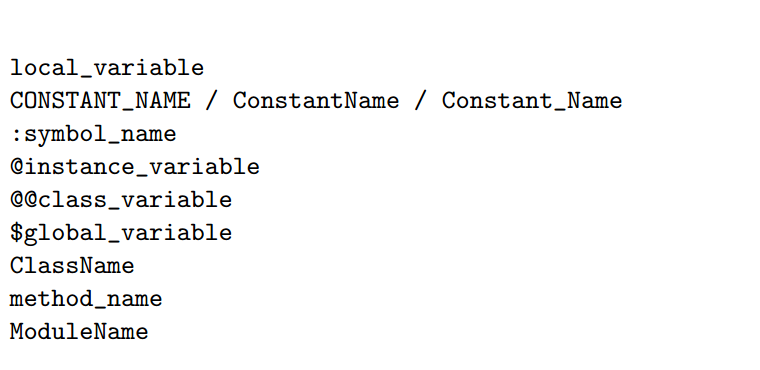 local_variable
CONSTANT_NAME / ConstantName / Constant_Name
:symbol_name
@instance_variable
@@class_variable
$global_variable
ClassName
method_name
ModuleName